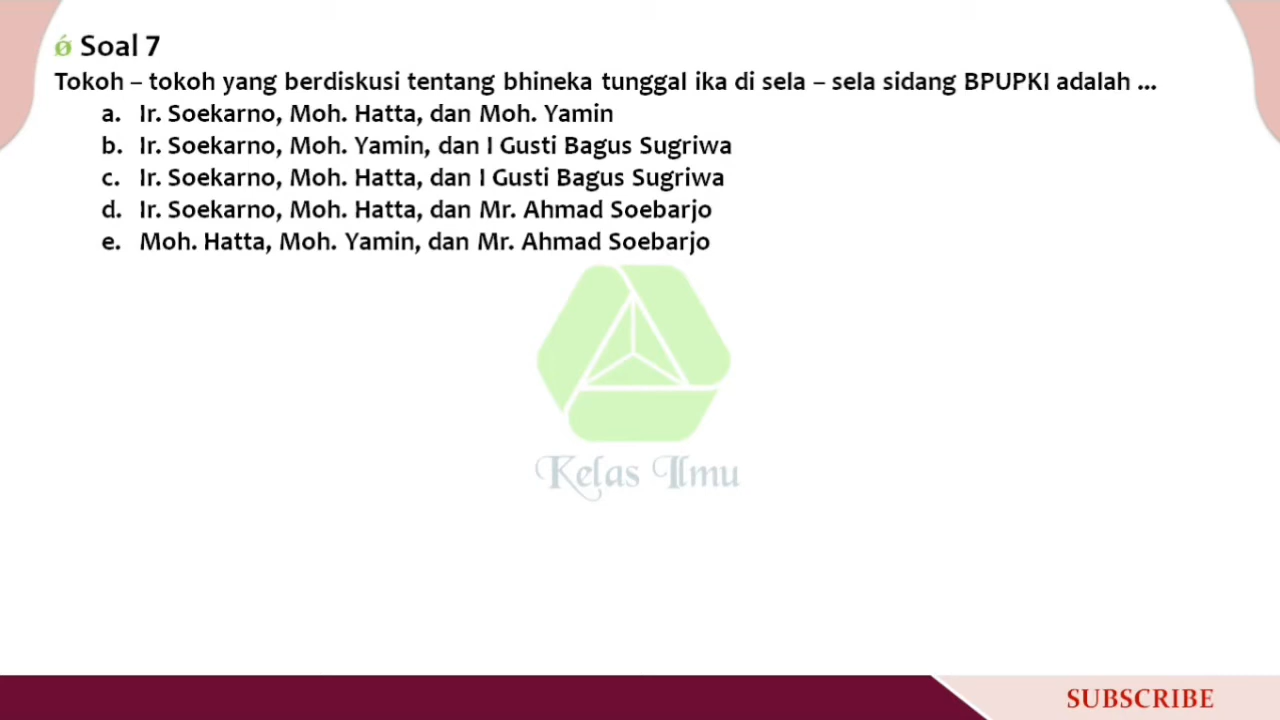 ǿ Soal 7
Tokoh – tokoh yang berdiskusi tentang bhineka tunggal ika di sela – sela sidang BPUPKI adalah ...
a. Ir. Soekarno, Moh. Hatta, dan Moh. Yamin
b. Ir. Soekarno, Moh. Yamin, dan I Gusti Bagus Sugriwa
c. Ir. Soekarno, Moh. Hatta, dan I Gusti Bagus Sugriwa
d. Ir. Soekarno, Moh. Hatta, dan Mr. Ahmad Soebarjo
e. Moh. Hatta, Moh. Yamin, dan Mr. Ahmad Soebarjo
Kelas Ilmu
SUBSCRIBE